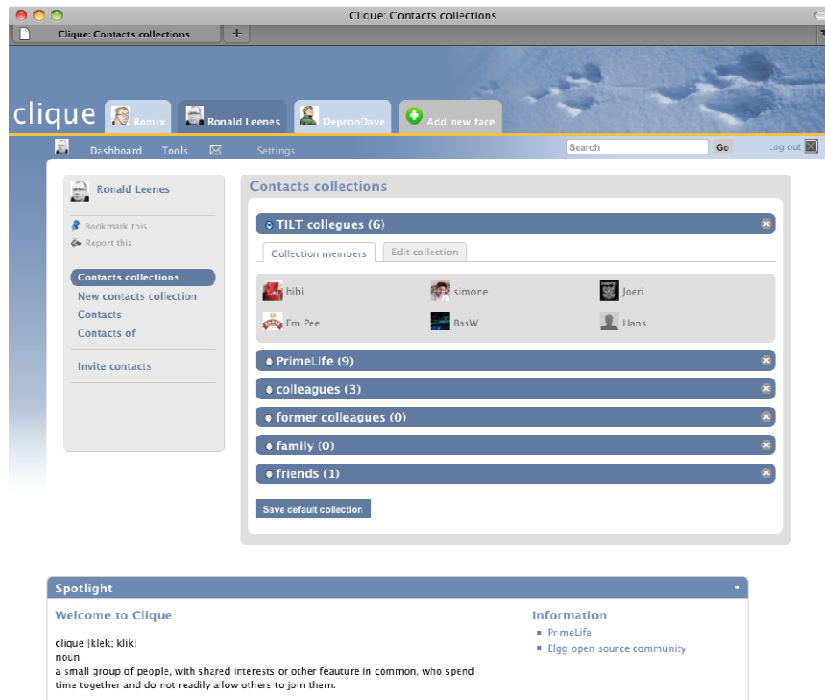 Clique: Contacts collections
Clique: Contacts collections +
clique Romix Ronald Leenes DepronDave Add new face
Dashboard Tools Settings Search Go Log out
Ronald Leenes
Bookmark this
Report this
Contacts collections
New contacts collection
Contacts
Contacts of
Invite contacts
Contacts collections
TILT collegues (6)
Collection members Edit collection
bibi simone Joeri
Em Pee BasW Hans
PrimeLife (9)
colleagues (3)
former colleagues (0)
family (0)
friends (1)
Save default collection
Spotlight
Welcome to Clique
clique [klek; klik]
noun
a small group of people, with shared interests or other feauture in common, who spend
time together and do not readily allow others to join them.
Information
PrimeLife
Elgg open source community